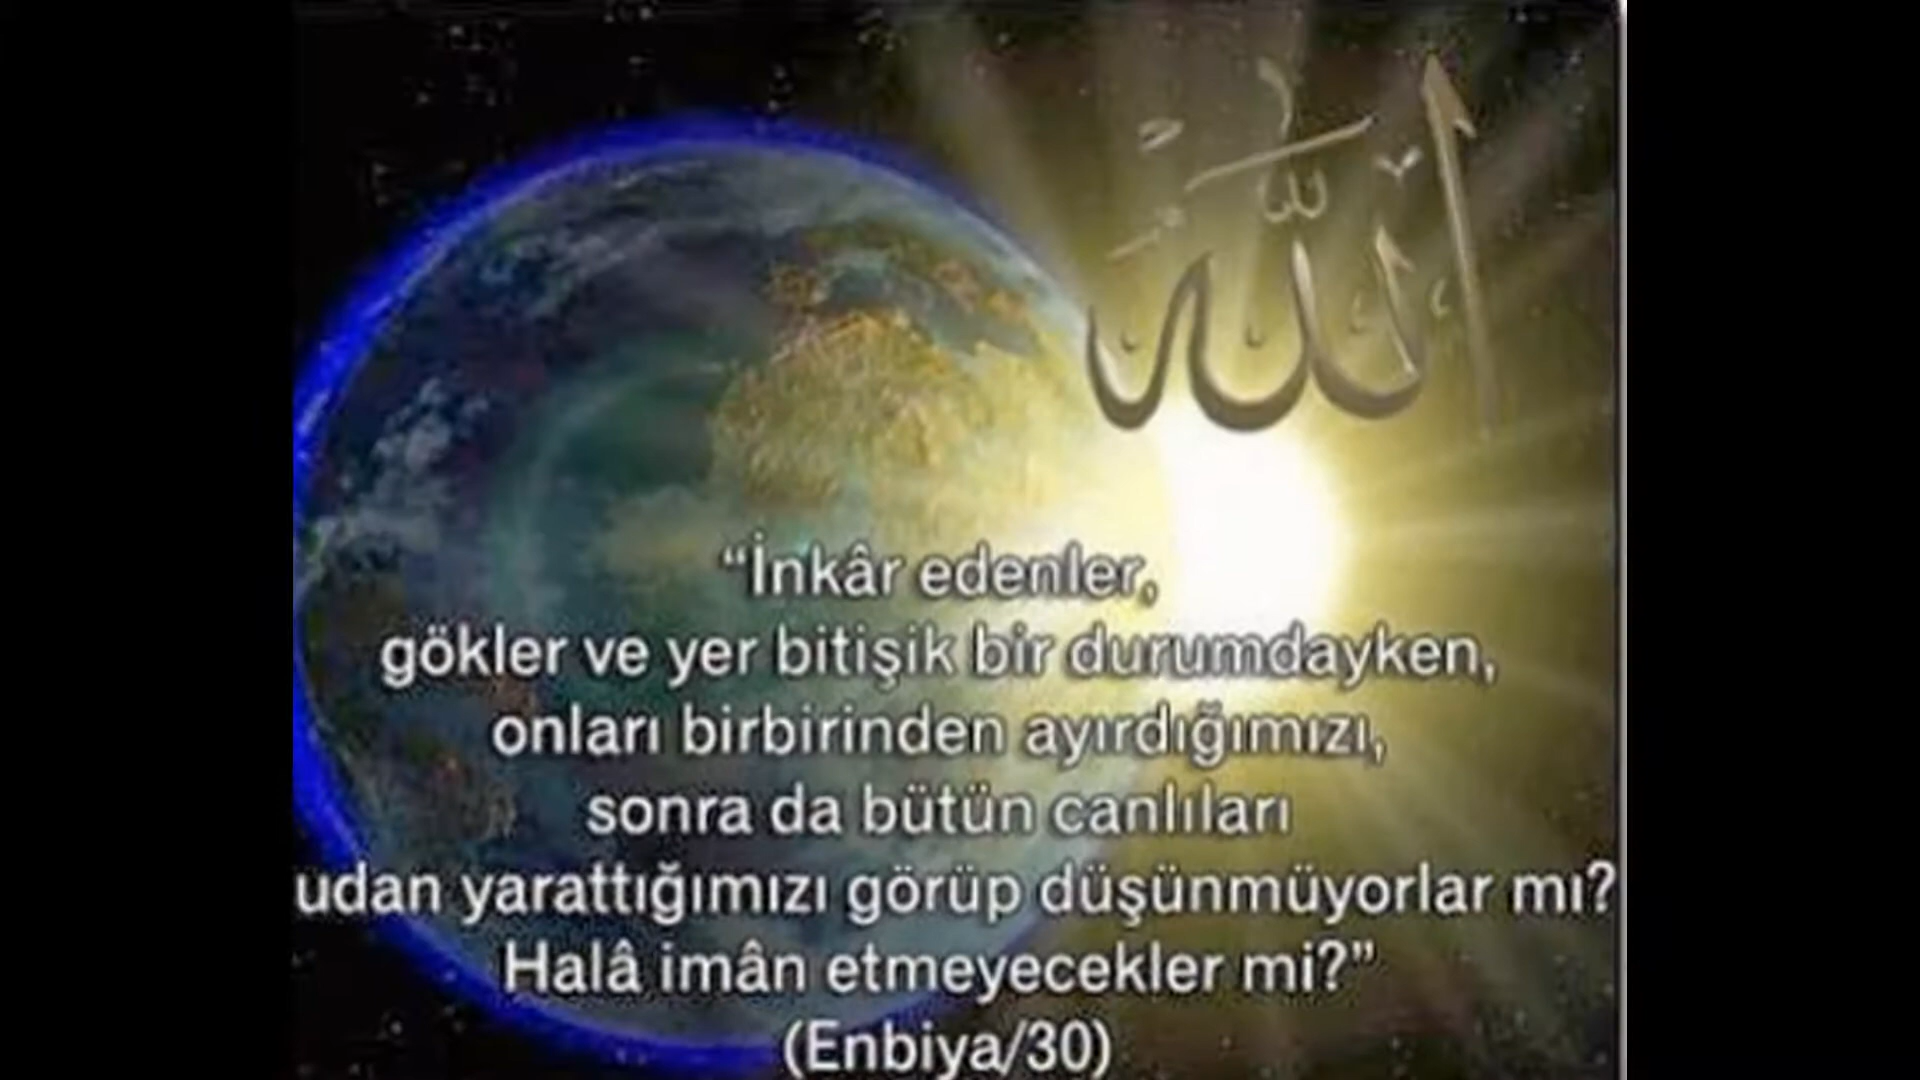 الله
“İnkâr edenler,
gökler ve yer bitişik bir durumdayken,
onları birbirinden ayırdığımızı,
sonra da bütün canlıları
udan yarattığımızı görüp düşünmüyorlar mı?
Halâ imân etmeyecekler mi?”
(Enbiya/30)